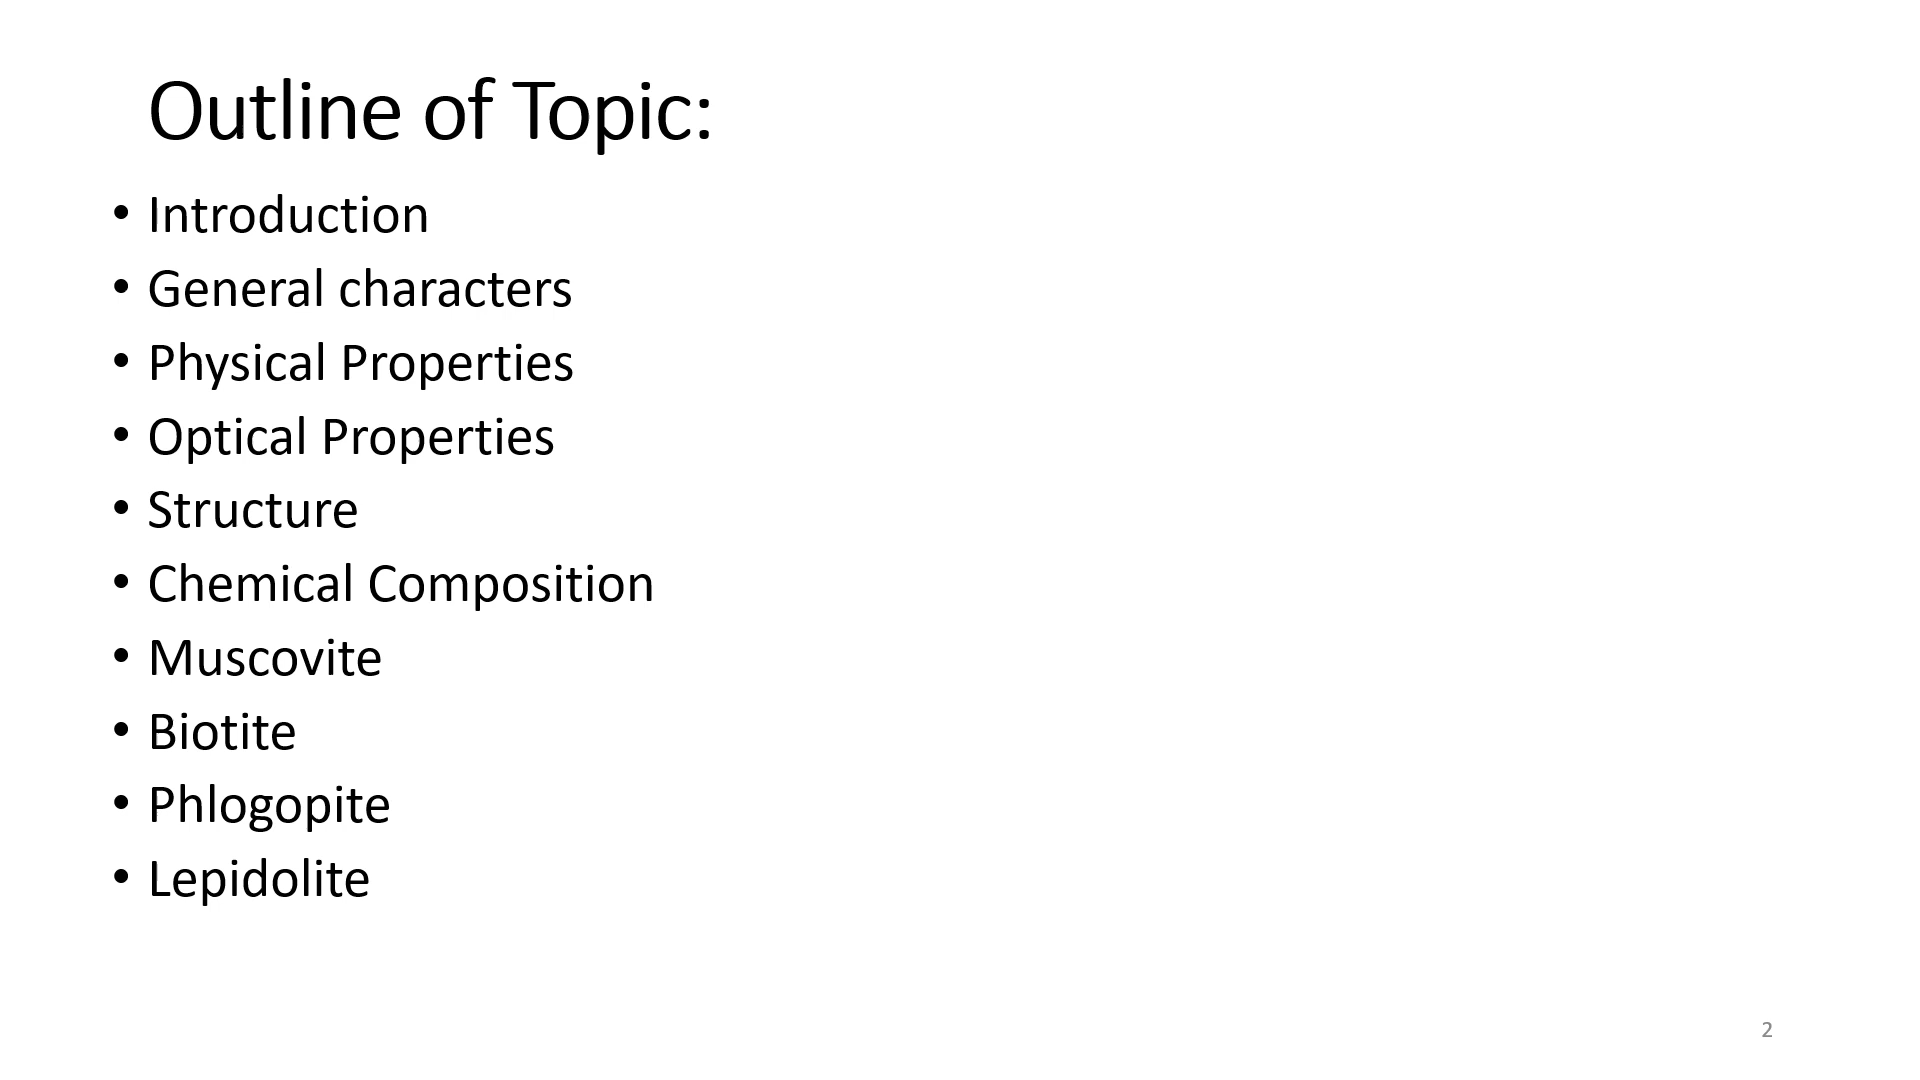 Outline of Topic:
• Introduction
• General characters
• Physical Properties
• Optical Properties
• Structure
• Chemical Composition
• Muscovite
• Biotite
• Phlogopite
• Lepidolite
2